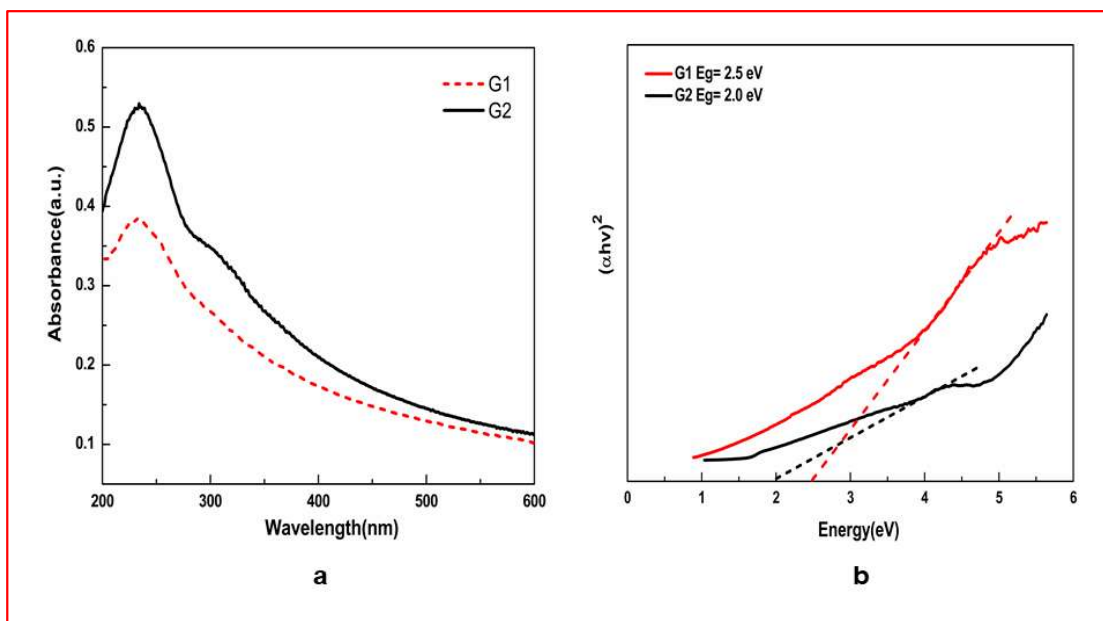 0.6
0.5
0.4
0.3
0.2
0.1
200
300
400
500
600
Absorbance(a.u.)
Wavelength(nm)
G1
G2
a
G1 Eg= 2.5 eV
G2 Eg= 2.0 eV
(αhν)²
0
1
2
3
4
5
6
Energy(eV)
b